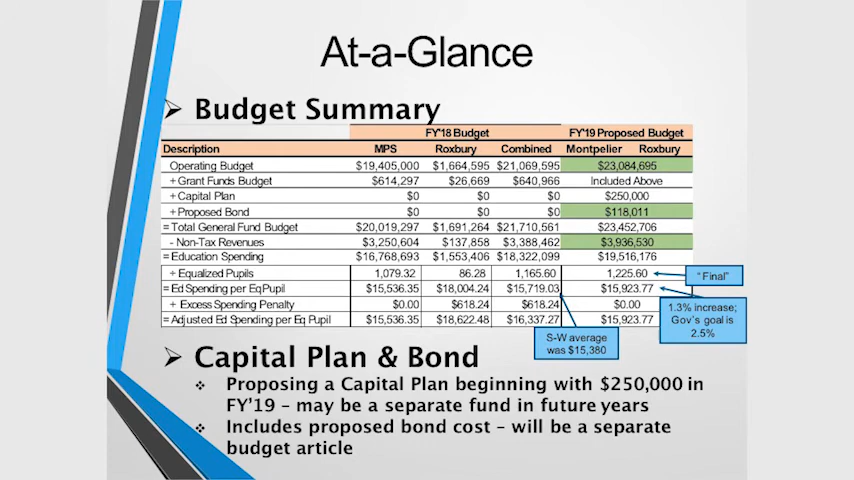 At-a-Glance
➢ Budget Summary
FY'18 Budget FY'19 Proposed Budget
Description MPS Roxbury Combined Montpelier Roxbury
Operating Budget $19,405,000 $1,664,595 $21,069,595 $23,084,695
+ Grant Funds Budget $614,297 $26,669 $640,966 Included Above
+ Capital Plan $0 $0 $0 $250,000
+ Proposed Bond $0 $0 $0 $118,011
= Total General Fund Budget $20,019,297 $1,691,264 $21,710,561 $23,452,706
- Non-Tax Revenues $3,250,604 $137,858 $3,388,462 $3,936,530
= Education Spending $16,768,693 $1,553,406 $18,322,099 $19,516,176
÷ Equalized Pupils 1,079.32 86.28 1,165.60 1,225.60
"Final"
= Ed Spending per Eq Pupil $15,536.35 $18,004.24 $15,719.03 $15,923.77
+ Excess Spending Penalty $0.00 $618.24 $618.24 $0.00
= Adjusted Ed Spending per Eq Pupil $15,536.35 $18,622.48 $16,337.27 $15,923.77
1.3% increase;
Gov's goal is
2.5%
S-W average
was $15,380
➢ Capital Plan & Bond
❖ Proposing a Capital Plan beginning with $250,000 in
FY'19 – may be a separate fund in future years
❖ Includes proposed bond cost – will be a separate
budget article